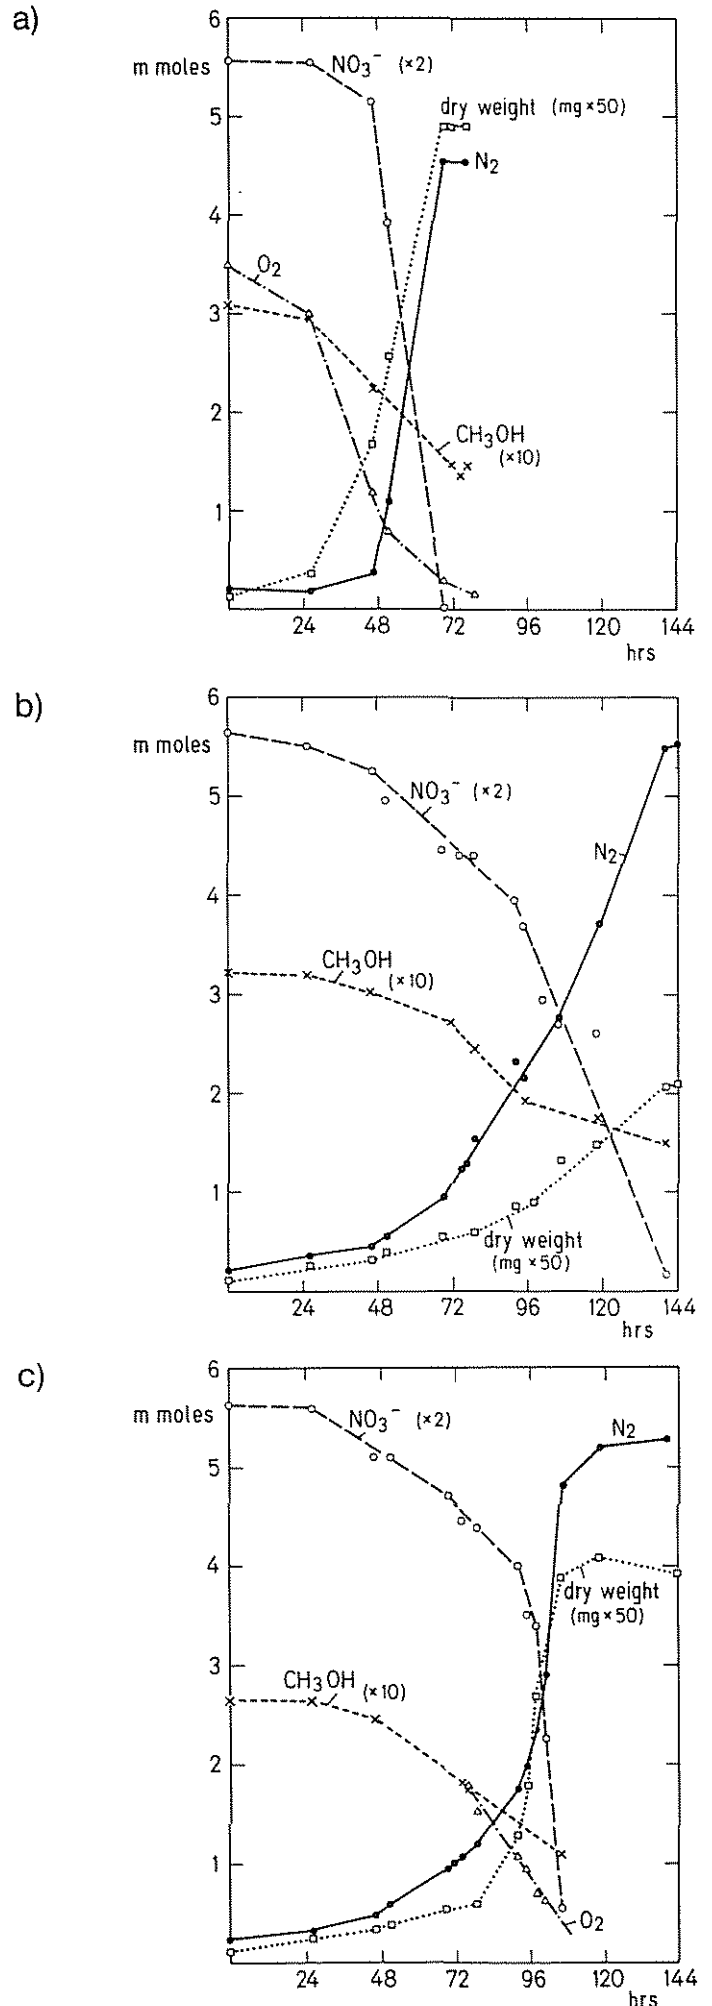 a)
6
m moles
NO₃⁻ (×2)
5
dry weight (mg×50)
N₂
4
O₂
3
2
CH₃OH
(×10)
1
24 48 72 96 120 144
hrs
b)
6
m moles
NO₃⁻ (×2)
5
N₂
4
CH₃OH
(×10)
3
2
1
dry weight
(mg×50)
24 48 72 96 120 144
hrs
c)
6
m moles
NO₃⁻ (×2)
N₂
5
4
dry weight
(mg×50)
3
CH₃OH (×10)
2
1
O₂
24 48 72 96 120 144
hrs